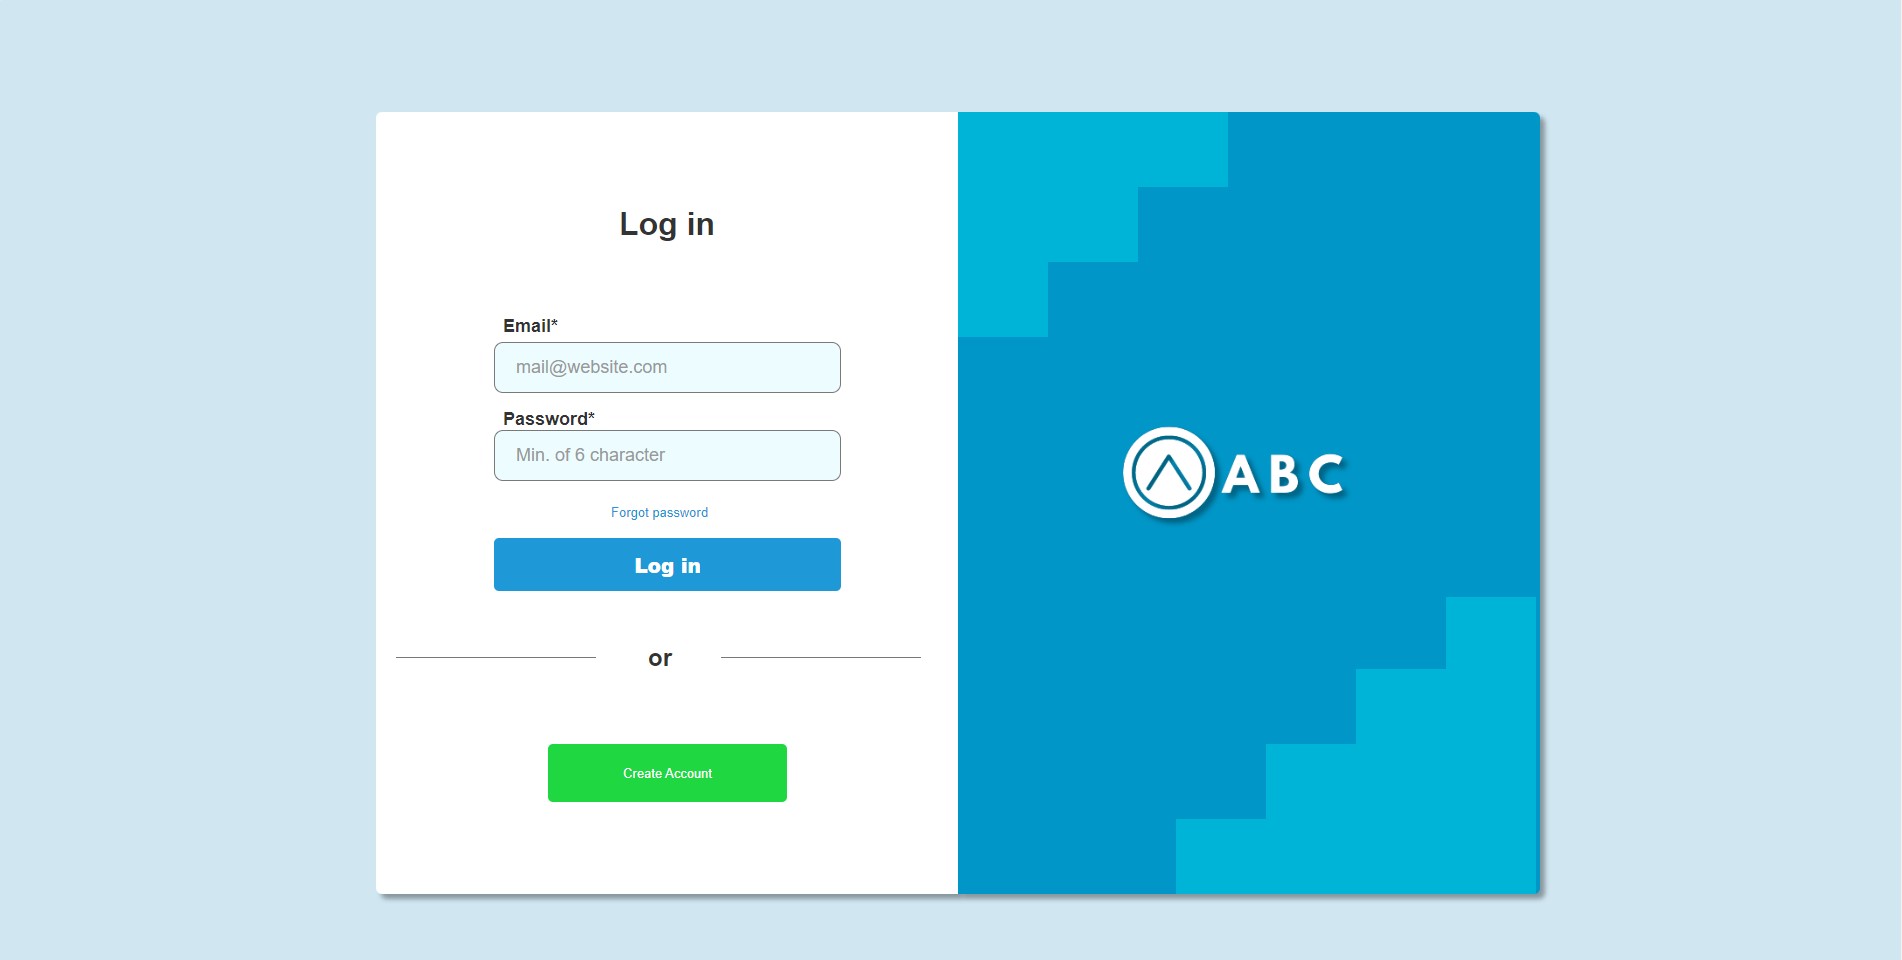 Log in
Email*
mail@website.com
Password*
Min. of 6 character
Forgot password
Log in
or
Create Account
ABC